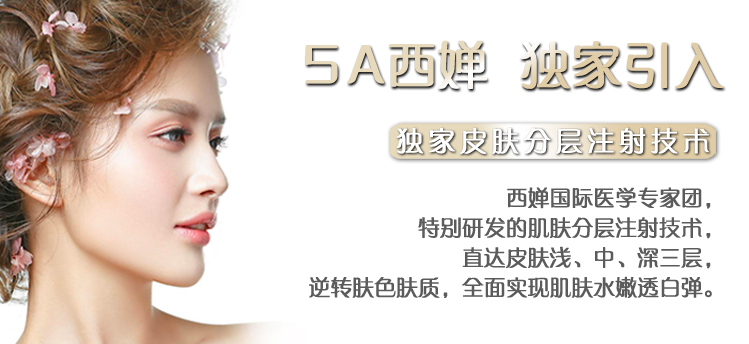 5A西婵 独家引入
独家皮肤分层注射技术
西婵国际医学专家团，
特别研发的肌肤分层注射技术，
直达皮肤浅、中、深三层，
逆转肤色肤质，全面实现肌肤水嫩透白弹。